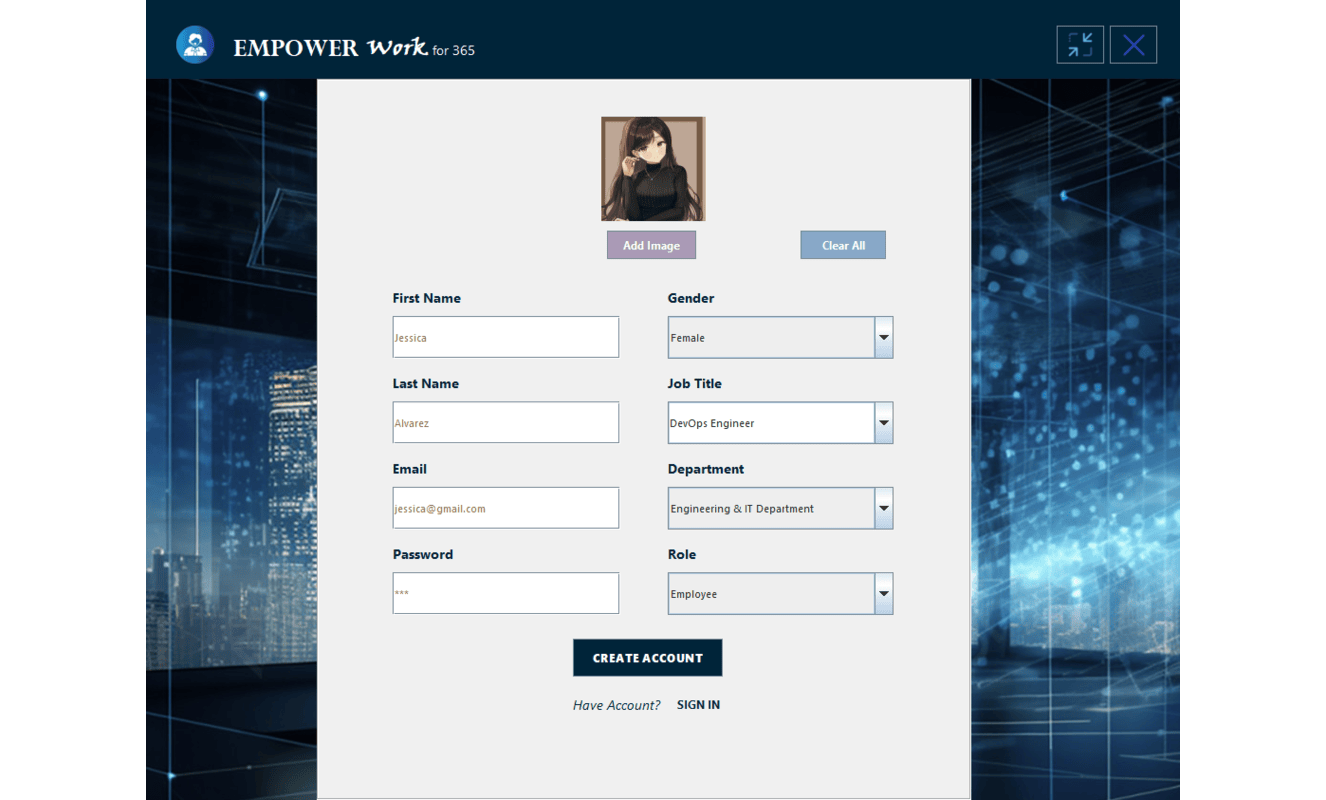 EMPOWER Work for 365
Add Image
Clear All
First Name
Gender
Jessica
Female
Last Name
Job Title
Alvarez
DevOps Engineer
Email
Department
jessica@gmail.com
Engineering & IT Department
Password
Role
***
Employee
CREATE ACCOUNT
Have Account? SIGN IN